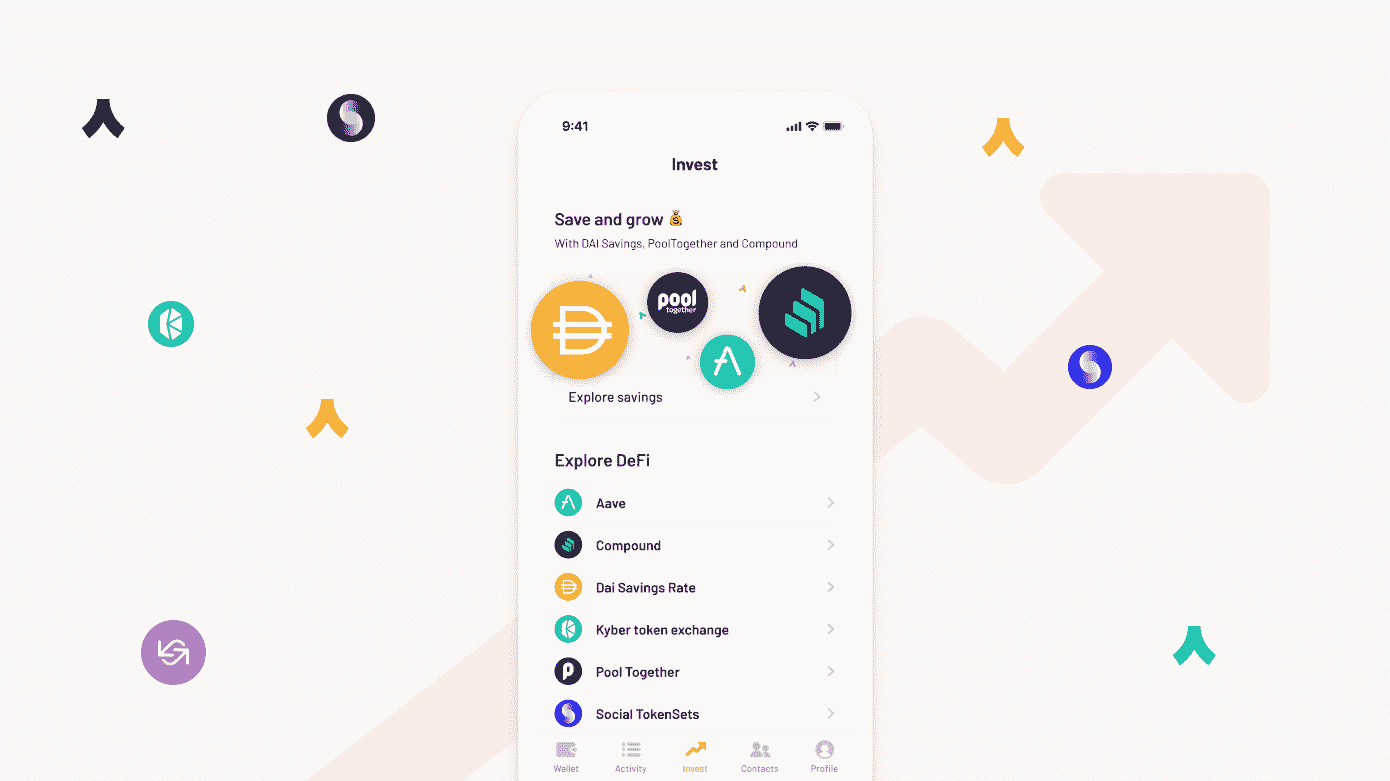 9:41
Invest
Save and grow 💰
With DAI Savings, PoolTogether and Compound
pool
together
Explore savings
Explore DeFi
Aave
Compound
Dai Savings Rate
Kyber token exchange
Pool Together
Social TokenSets
Wallet Activity Invest Contacts Profile